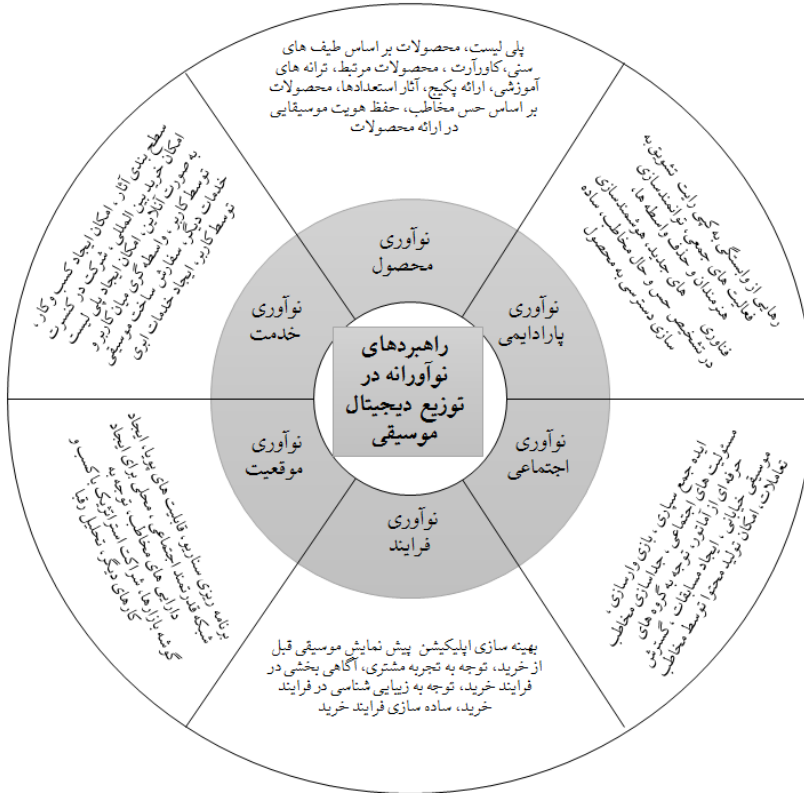 پلی لیست، محصولات بر اساس طیف های
سنی،کاورآرت ، محصولات مرتبط، ترانه های
آموزشی، ارائه پکیج، آثار استعدادها، محصولات
بر اساس حس مخاطب، حفظ هویت موسیقایی
در ارائه محصولات
رهایی از وابستگی به کپی رایت تشویق به
فعالیت های جمعی، توانمندسازی
هنرمندان و حذف واسطه ها،
فناوری های جدید، هوشمندسازی
در تشخیص حس و حال مخاطب، ساده
سازی دسترسی به محصول
ایده جمع سپاری ، بازی وارسازی ،
مسئولیت های اجتماعی ، جداسازی مخاطب
حرفه ای از آماتور، توجه به گروه های
موسیقی خیابانی ، ایجاد مسابقات ، گسترش
تعاملات، امکان تولید محتوا توسط مخاطب
بهینه سازی اپلیکیشن پیش نمایش موسیقی قبل
از خرید، توجه به تجربه مشتری، آگاهی بخشی در
فرایند خرید، توجه به زیبایی شناسی در فرایند
خرید، ساده سازی فرایند خرید
برنامه ریزی سناریو، قابلیت های پویا، ایجاد
شبکه قدرتمند اجتماعی ، محلی برای ایجاد
دارایی های مخاطب، توجه به
گوشه بازارها، شراکت استراتژیک با کسب و
کارهای دیگر، تحلیل رقبا
سطح بندی آثار ، امکان ایجاد کسب و کار ،
امکان خرید بین المللی ، شرکت در کنسرت
به صورت آنلاین، امکان ایجاد پلی لیست
توسط کاربر ، واسطه گری میان کاربر و
خدمات دیگر، سفارش ساخت موسیقی
توسط کاربر، ایجاد خدمات ابری
نوآوری
محصول
نوآوری
پارادایمی
نوآوری
اجتماعی
نوآوری
فرایند
نوآوری
موقعیت
نوآوری
خدمت
راهبردهای
نوآورانه در
توزیع دیجیتال
موسیقی